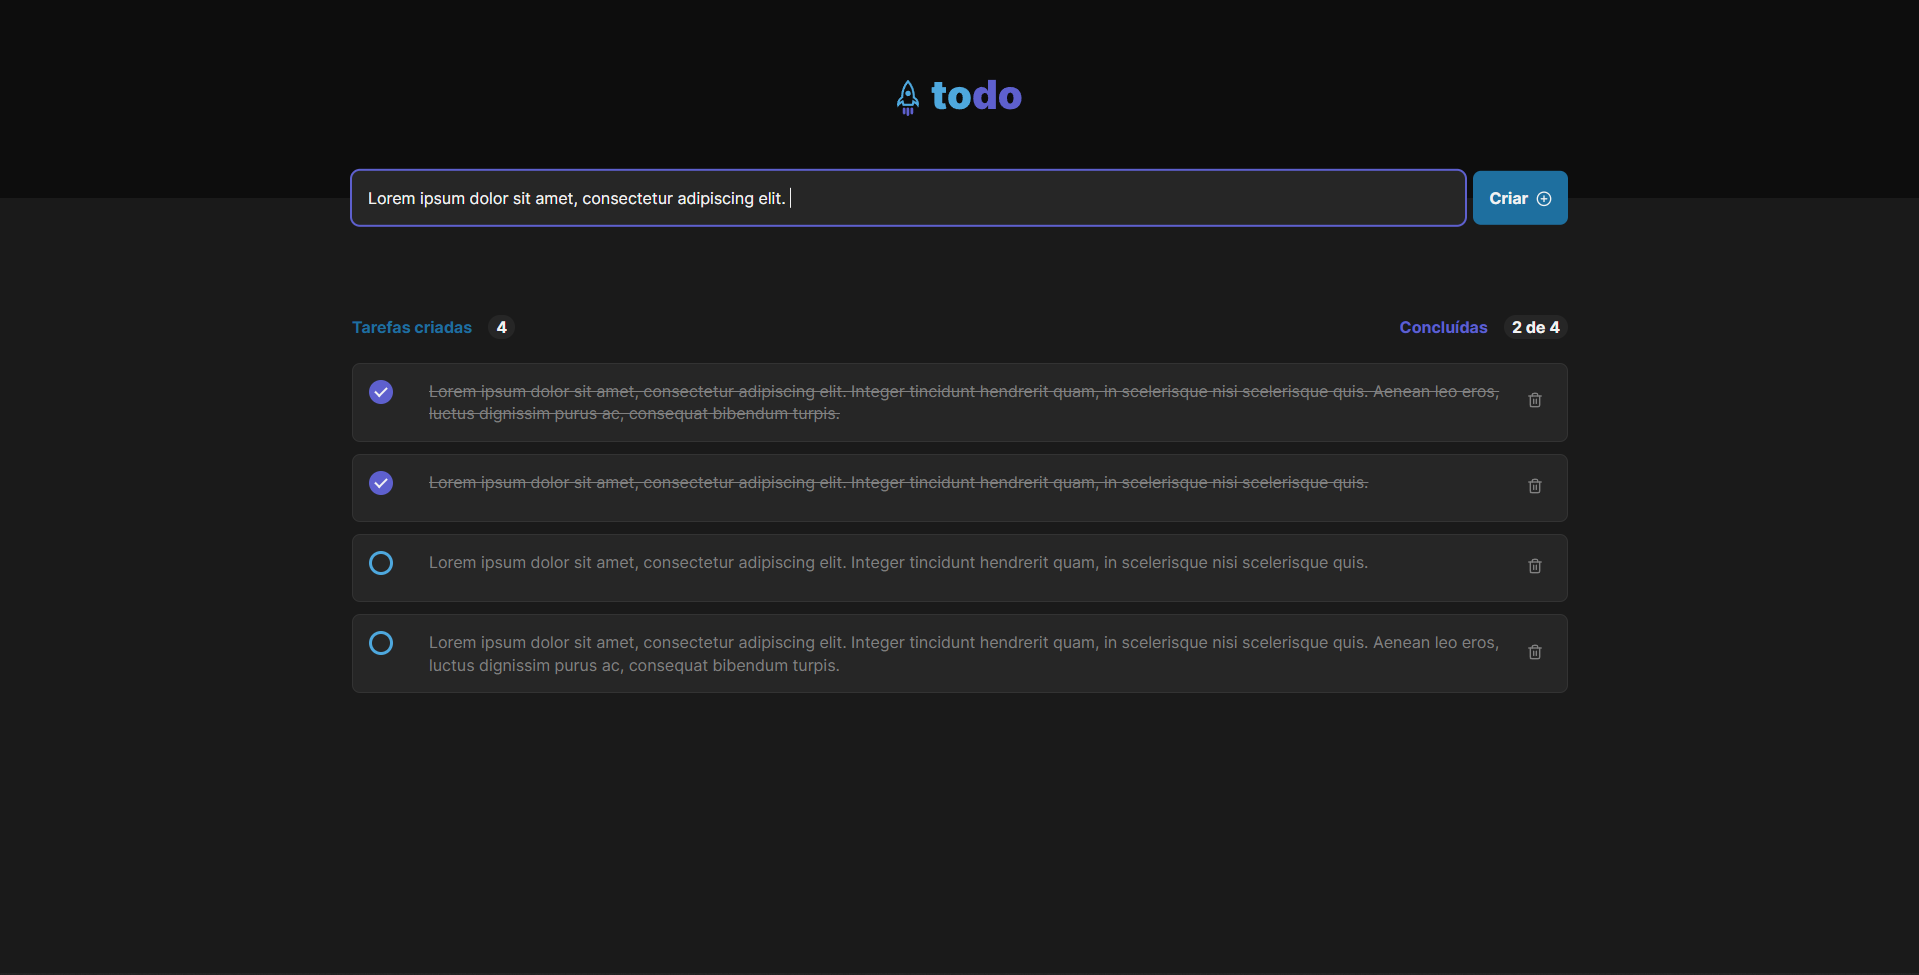 todo
Lorem ipsum dolor sit amet, consectetur adipiscing elit.
Criar
Tarefas criadas 4
Concluídas 2 de 4
Lorem ipsum dolor sit amet, consectetur adipiscing elit. Integer tincidunt hendrerit quam, in scelerisque nisi scelerisque quis. Aenean leo eros,
luctus dignissim purus ac, consequat bibendum turpis.
Lorem ipsum dolor sit amet, consectetur adipiscing elit. Integer tincidunt hendrerit quam, in scelerisque nisi scelerisque quis.
Lorem ipsum dolor sit amet, consectetur adipiscing elit. Integer tincidunt hendrerit quam, in scelerisque nisi scelerisque quis.
Lorem ipsum dolor sit amet, consectetur adipiscing elit. Integer tincidunt hendrerit quam, in scelerisque nisi scelerisque quis. Aenean leo eros,
luctus dignissim purus ac, consequat bibendum turpis.